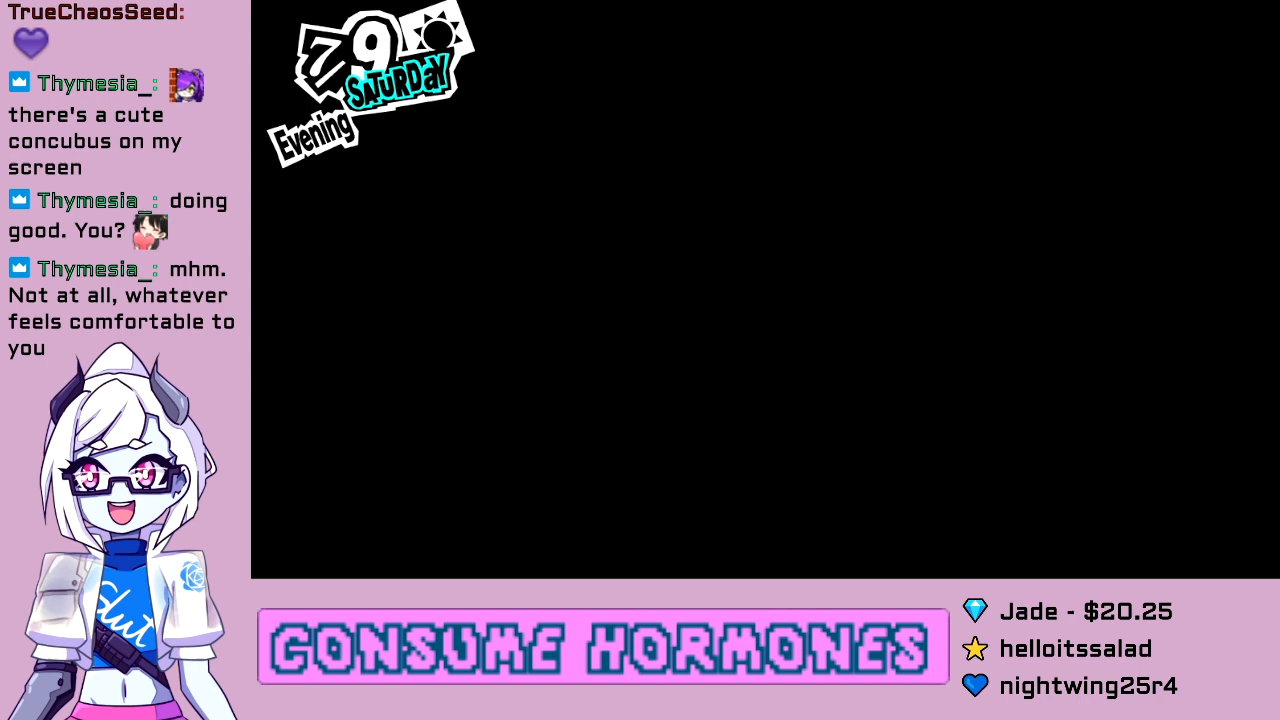 TrueChaosSeed:
Thymesia_:
there's a cute
concubus on my
screen
Thymesia_: doing
good. You?
Thymesia_: mhm.
Not at all, whatever
feels comfortable to
you
7 9
SATURDaY
Evening
Slut
CONSUME HORMONES
Jade - $20.25
helloitssalad
nightwing25r4